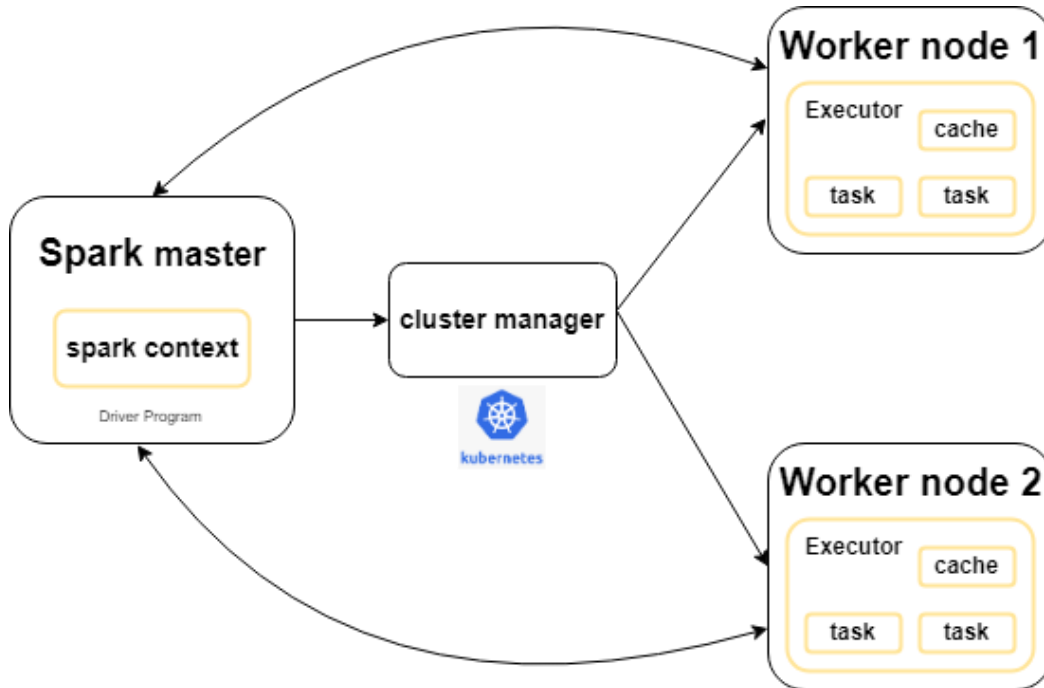 Spark master
spark context
Driver Program
cluster manager
kubernetes
Worker node 1
Executor
cache
task
task
Worker node 2
Executor
cache
task
task